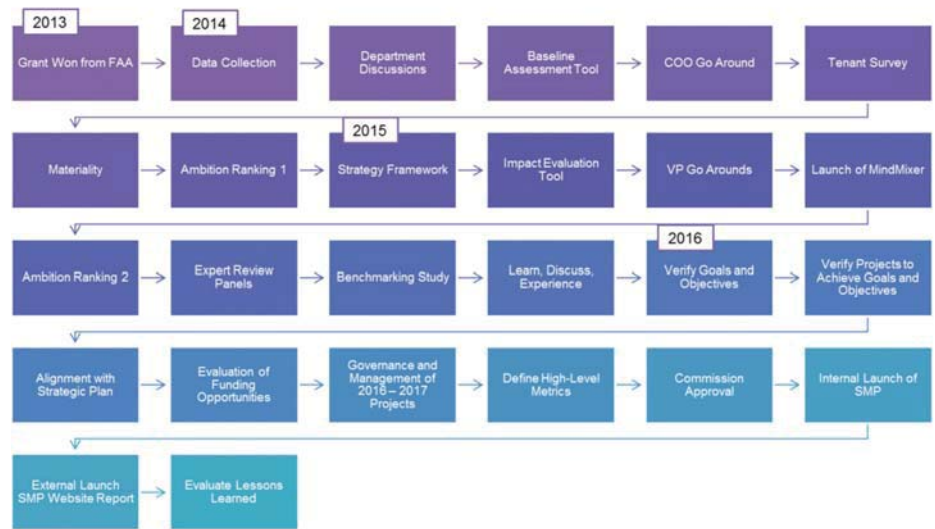 2013
Grant Won from FAA
2014
Data Collection
Department
Discussions
Baseline
Assessment Tool
COO Go Around
Tenant Survey
Materiality
Ambition Ranking 1
2015
Strategy Framework
Impact Evaluation
Tool
VP Go Arounds
Launch of MindMixer
Ambition Ranking 2
Expert Review
Panels
Benchmarking Study
Learn, Discuss,
Experience
2016
Verify Goals and
Objectives
Verify Projects to
Achieve Goals and
Objectives
Alignment with
Strategic Plan
Evaluation of
Funding
Opportunities
Governance and
Management of
2016 – 2017
Projects
Define High-Level
Metrics
Commission
Approval
Internal Launch of
SMP
External Launch
SMP Website Report
Evaluate Lessons
Learned